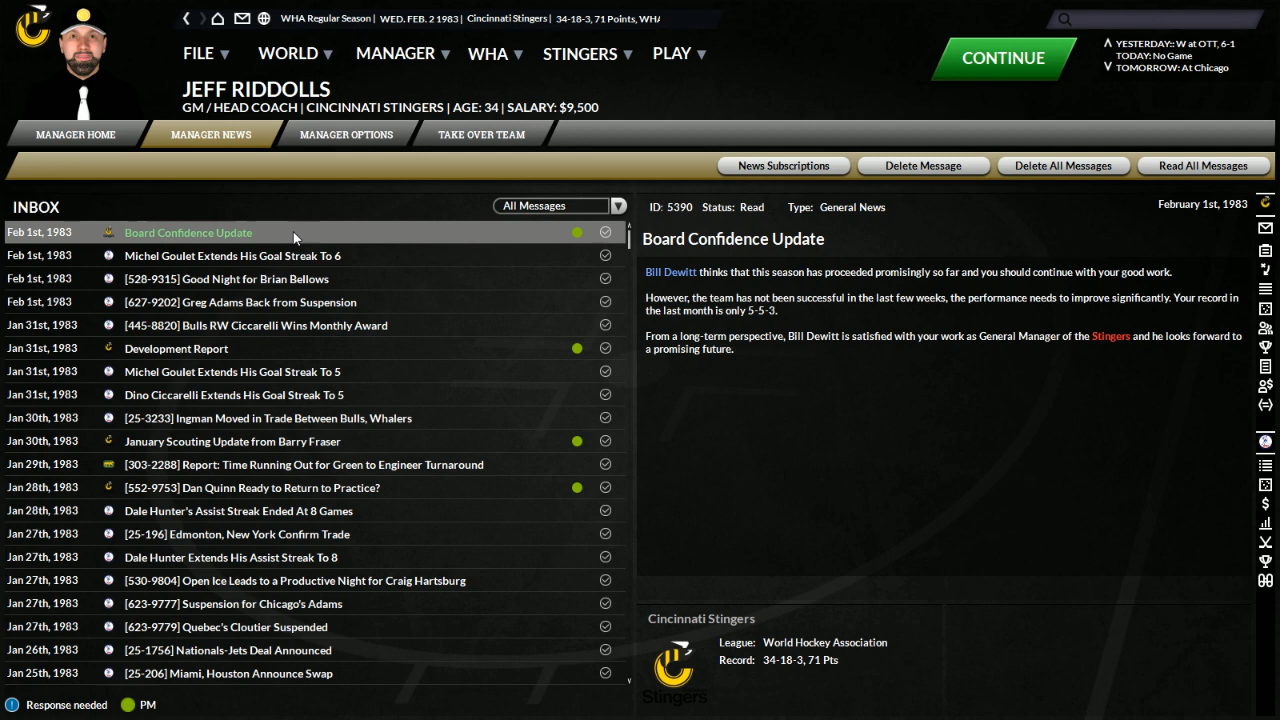 WHA Regular Season | WED. FEB. 2 1983 | Cincinnati Stingers | 34-18-3, 71 Points, WHA
FILE WORLD MANAGER WHA STINGERS PLAY
CONTINUE
YESTERDAY:: W at OTT, 6-1
TODAY: No Game
TOMORROW: At Chicago
JEFF RIDDOLLS
GM / HEAD COACH | CINCINNATI STINGERS | AGE: 34 | SALARY: $9,500
MANAGER HOME MANAGER NEWS MANAGER OPTIONS TAKE OVER TEAM
News Subscriptions Delete Message Delete All Messages Read All Messages
INBOX All Messages
Feb 1st, 1983 Board Confidence Update
Feb 1st, 1983 Michel Goulet Extends His Goal Streak To 6
Feb 1st, 1983 [528-9315] Good Night for Brian Bellows
Feb 1st, 1983 [627-9202] Greg Adams Back from Suspension
Jan 31st, 1983 [445-8820] Bulls RW Ciccarelli Wins Monthly Award
Jan 31st, 1983 Development Report
Jan 31st, 1983 Michel Goulet Extends His Goal Streak To 5
Jan 31st, 1983 Dino Ciccarelli Extends His Goal Streak To 5
Jan 30th, 1983 [25-3233] Ingman Moved in Trade Between Bulls, Whalers
Jan 30th, 1983 January Scouting Update from Barry Fraser
Jan 29th, 1983 [303-2288] Report: Time Running Out for Green to Engineer Turnaround
Jan 28th, 1983 [552-9753] Dan Quinn Ready to Return to Practice?
Jan 28th, 1983 Dale Hunter's Assist Streak Ended At 8 Games
Jan 27th, 1983 [25-196] Edmonton, New York Confirm Trade
Jan 27th, 1983 Dale Hunter Extends His Assist Streak To 8
Jan 27th, 1983 [530-9804] Open Ice Leads to a Productive Night for Craig Hartsburg
Jan 27th, 1983 [623-9777] Suspension for Chicago's Adams
Jan 27th, 1983 [623-9779] Quebec's Cloutier Suspended
Jan 26th, 1983 [25-1756] Nationals-Jets Deal Announced
Jan 25th, 1983 [25-206] Miami, Houston Announce Swap
Response needed PM
ID: 5390 Status: Read Type: General News February 1st, 1983
Board Confidence Update
Bill Dewitt thinks that this season has proceeded promisingly so far and you should continue with your good work.
However, the team has not been successful in the last few weeks, the performance needs to improve significantly. Your record in
the last month is only 5-5-3.
From a long-term perspective, Bill Dewitt is satisfied with your work as General Manager of the Stingers and he looks forward to
a promising future.
Cincinnati Stingers
League: World Hockey Association
Record: 34-18-3, 71 Pts
Stingers